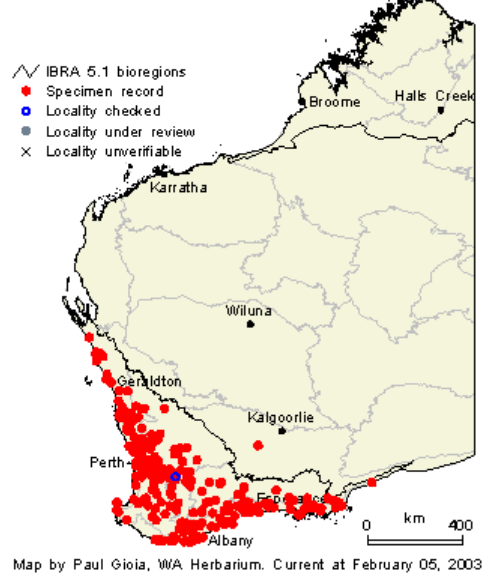 IBRA 5.1 bioregions
Specimen record
Locality checked
Locality under review
Locality unverifiable
Broome
Halls Creek
Karratha
Wiluna
Geraldton
Kalgoorlie
Perth
Esperance
Albany
km
0 400
Map by Paul Gioia, WA Herbarium. Current at February 05, 2003